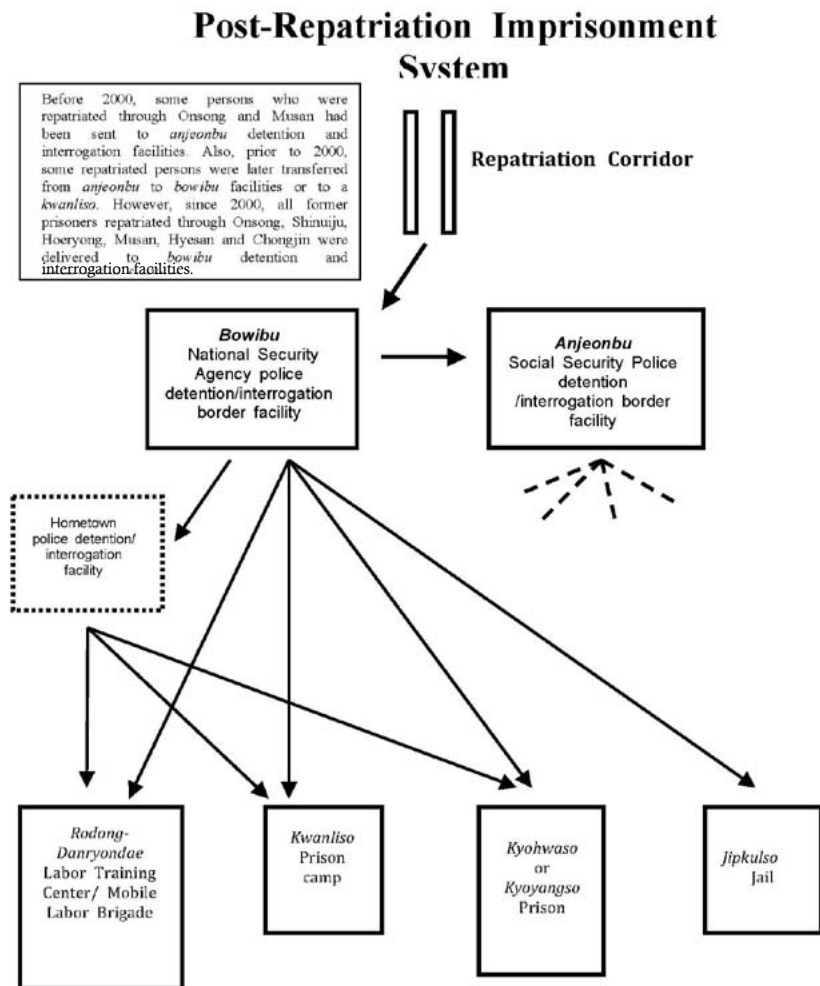 Post-Repatriation Imprisonment
System
Before 2000, some persons who were
repatriated through Onsong and Musan had
been sent to anjeonbu detention and
interrogation facilities. Also, prior to 2000,
some repatriated persons were later transferred
from anjeonbu to bowibu facilities or to a
kwanliso. However, since 2000, all former
prisoners repatriated through Onsong, Shinuiju,
Hoeryong, Musan, Hyesan and Chongjin were
delivered to bowibu detention and
interrogation facilities.
Repatriation Corridor
Bowibu
National Security
Agency police
detention/interrogation
border facility
Anjeonbu
Social Security Police
detention
/interrogation border
facility
Hometown
police detention/
interrogation
facility
Rodong-
Danryondae
Labor Training
Center/ Mobile
Labor Brigade
Kwanliso
Prison
camp
Kyohwaso
or
Kyoyangso
Prison
Jipkulso
Jail